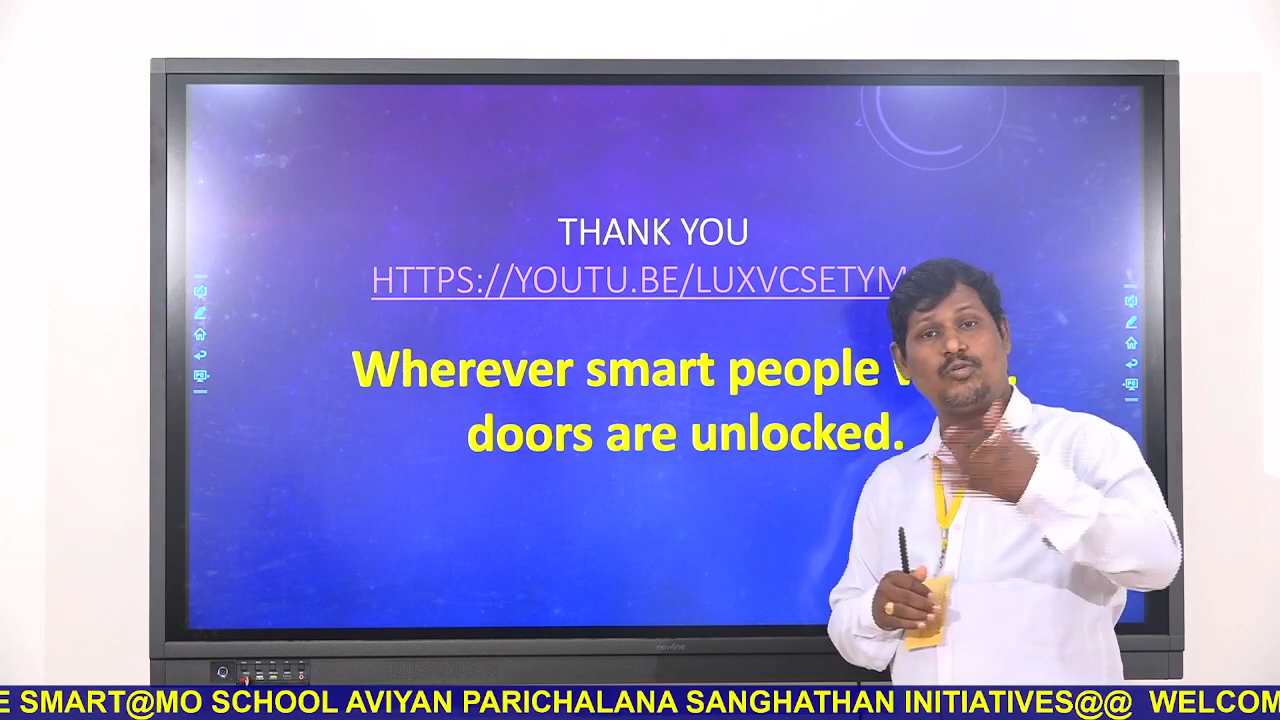 THANK YOU
HTTPS://YOUTU.BE/LUXVCSETYM
Wherever smart people
doors are unlocked.
newline
E SMART@MO SCHOOL AVIYAN PARICHALANA SANGHATHAN INITIATIVES@@ WELCOM